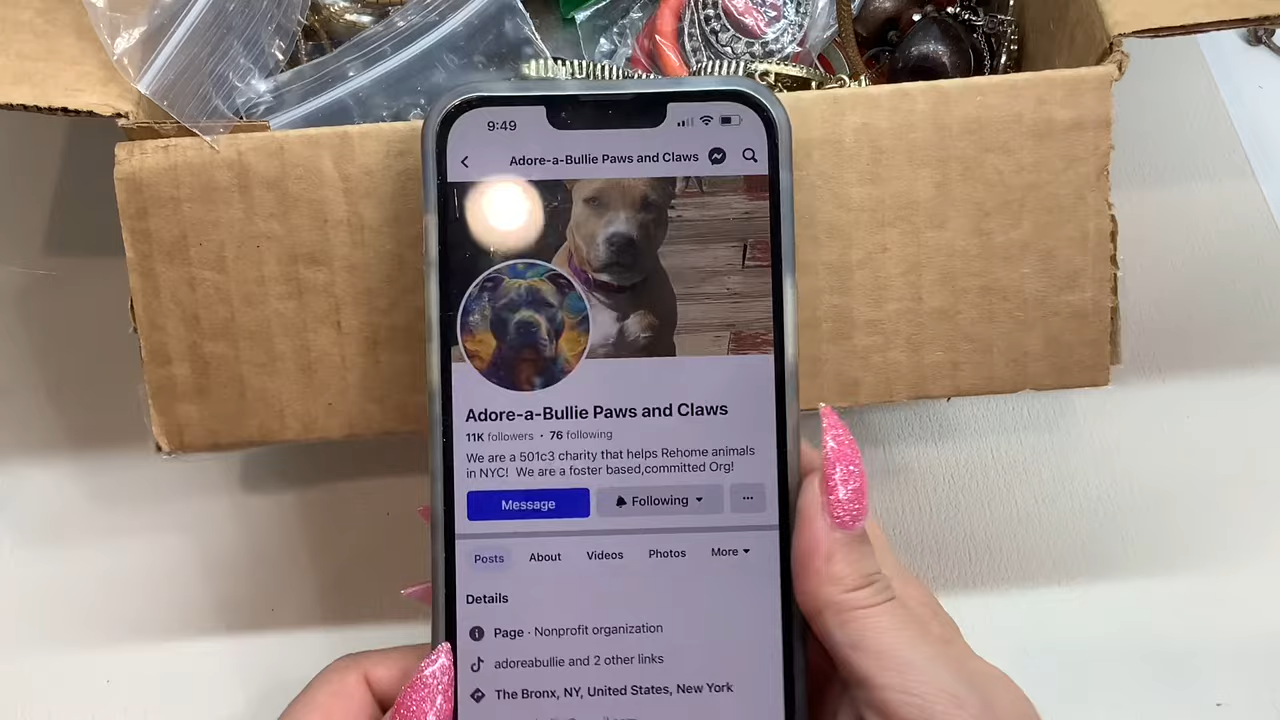 9:49
Adore-a-Bullie Paws and Claws
Adore-a-Bullie Paws and Claws
11K followers · 76 following
We are a 501c3 charity that helps Rehome animals
in NYC! We are a foster based,committed Org!
Message Following
Posts About Videos Photos More
Details
Page · Nonprofit organization
adoreabullie and 2 other links
The Bronx, NY, United States, New York